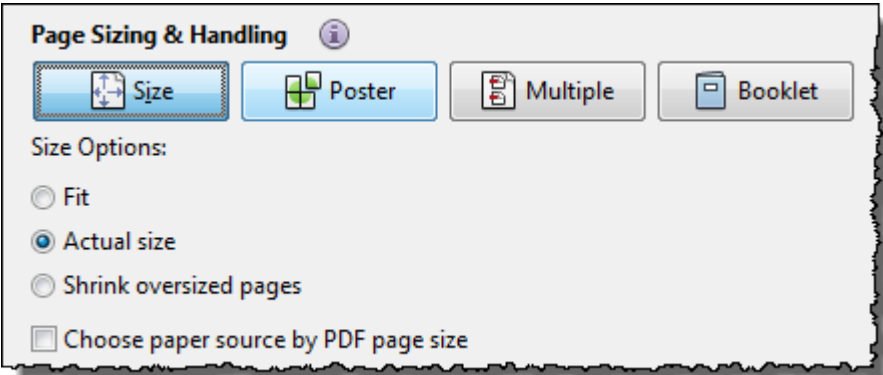 Page Sizing & Handling
Size Poster Multiple Booklet
Size Options:
Fit
Actual size
Shrink oversized pages
Choose paper source by PDF page size